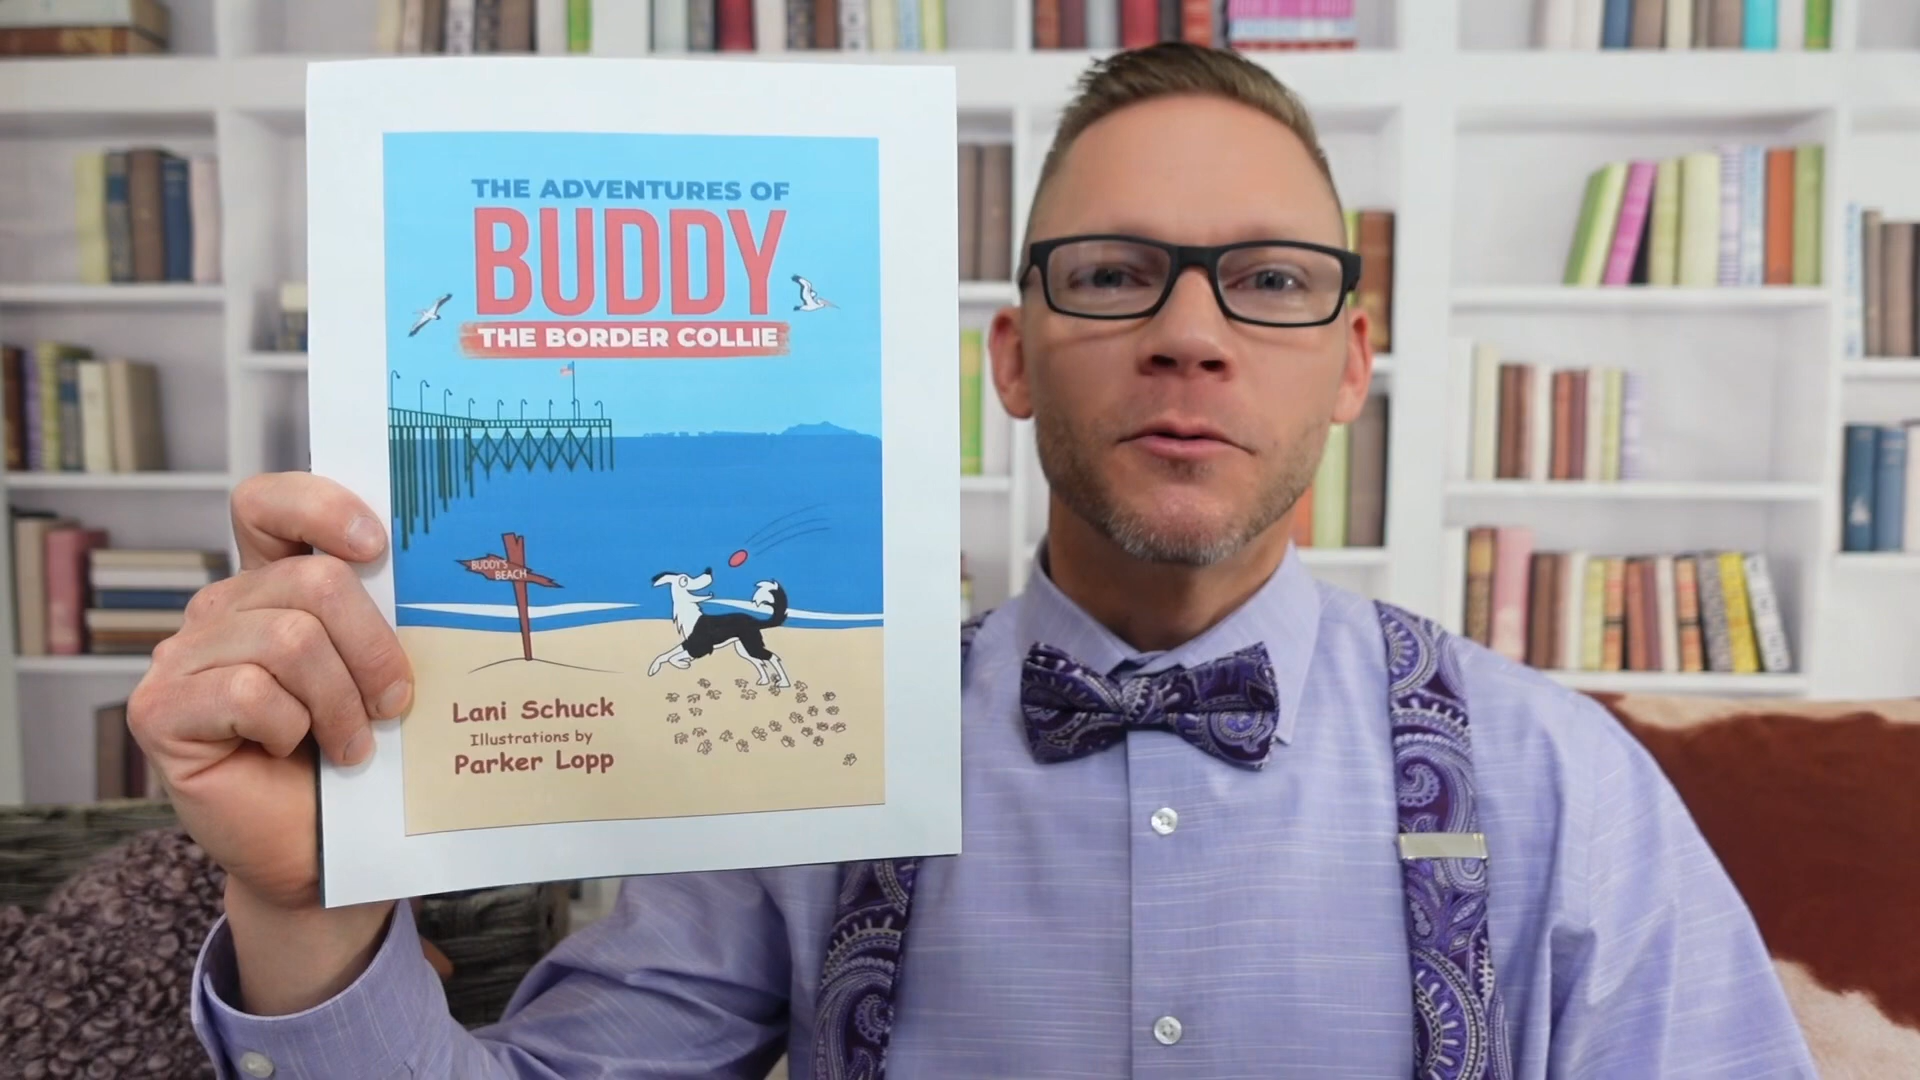 THE ADVENTURES OF
BUDDY
THE BORDER COLLIE
BUDDY'S
BEACH
Lani Schuck
Illustrations by
Parker Lopp